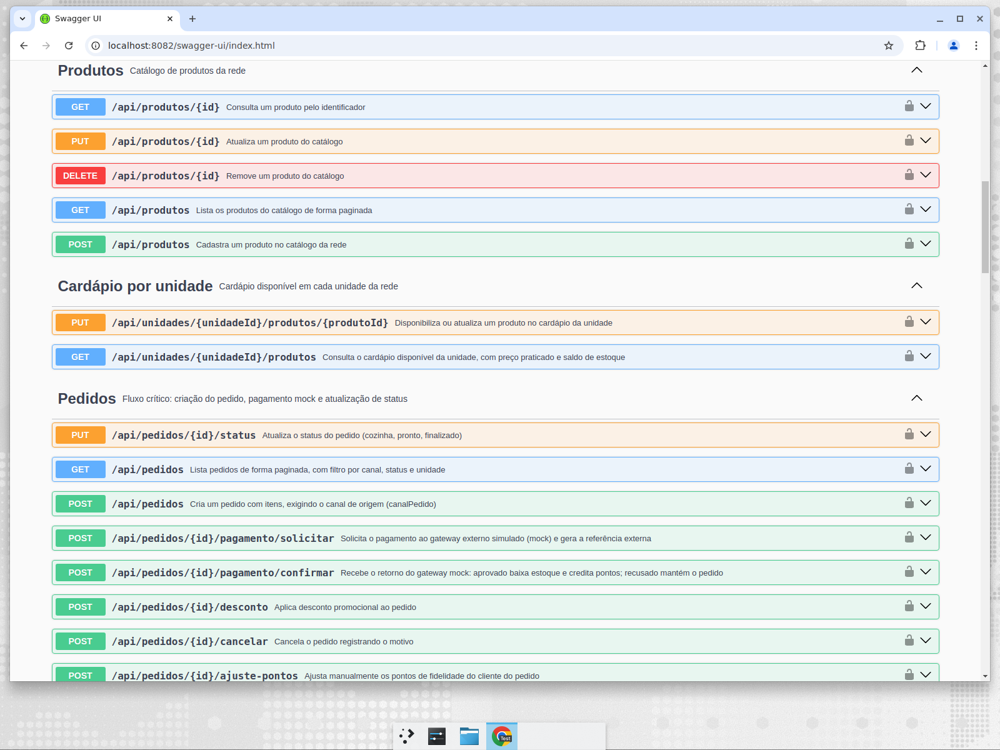 Swagger UI
localhost:8082/swagger-ui/index.html
Produtos Catálogo de produtos da rede
GET /api/produtos/{id} Consulta um produto pelo identificador
PUT /api/produtos/{id} Atualiza um produto do catálogo
DELETE /api/produtos/{id} Remove um produto do catálogo
GET /api/produtos Lista os produtos do catálogo de forma paginada
POST /api/produtos Cadastra um produto no catálogo da rede
Cardápio por unidade Cardápio disponível em cada unidade da rede
PUT /api/unidades/{unidadeId}/produtos/{produtoId} Disponibiliza ou atualiza um produto no cardápio da unidade
GET /api/unidades/{unidadeId}/produtos Consulta o cardápio disponível da unidade, com preço praticado e saldo de estoque
Pedidos Fluxo crítico: criação do pedido, pagamento mock e atualização de status
PUT /api/pedidos/{id}/status Atualiza o status do pedido (cozinha, pronto, finalizado)
GET /api/pedidos Lista pedidos de forma paginada, com filtro por canal, status e unidade
POST /api/pedidos Cria um pedido com itens, exigindo o canal de origem (canalPedido)
POST /api/pedidos/{id}/pagamento/solicitar Solicita o pagamento ao gateway externo simulado (mock) e gera a referência externa
POST /api/pedidos/{id}/pagamento/confirmar Recebe o retorno do gateway mock: aprovado baixa estoque e credita pontos; recusado mantém o pedido
POST /api/pedidos/{id}/desconto Aplica desconto promocional ao pedido
POST /api/pedidos/{id}/cancelar Cancela o pedido registrando o motivo
POST /api/pedidos/{id}/ajuste-pontos Ajusta manualmente os pontos de fidelidade do cliente do pedido
Test